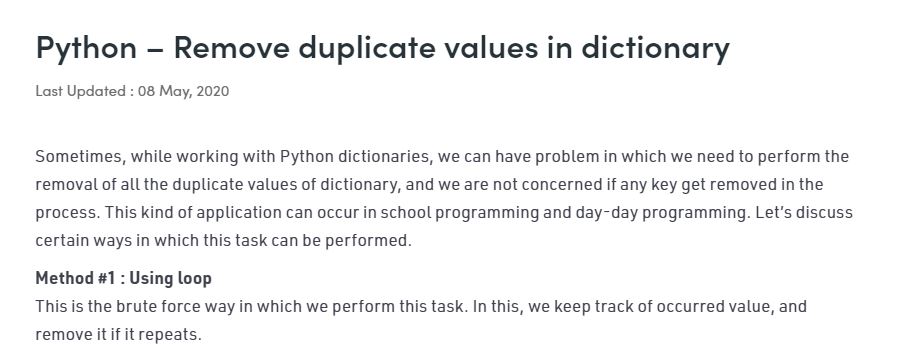 Python – Remove duplicate values in dictionary
Last Updated : 08 May, 2020
Sometimes, while working with Python dictionaries, we can have problem in which we need to perform the
removal of all the duplicate values of dictionary, and we are not concerned if any key get removed in the
process. This kind of application can occur in school programming and day-day programming. Let’s discuss
certain ways in which this task can be performed.
Method #1 : Using loop
This is the brute force way in which we perform this task. In this, we keep track of occurred value, and
remove it if it repeats.